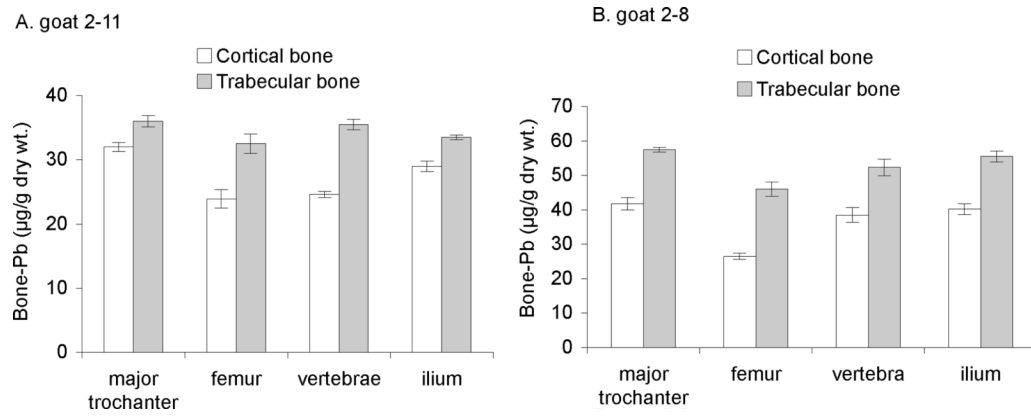 A. goat 2-11
Cortical bone
Trabecular bone
Bone-Pb (µg/g dry wt.)
40
30
20
10
0
major
trochanter
femur
vertebrae
ilium
B. goat 2-8
Cortical bone
Trabecular bone
Bone-Pb (µg/g dry wt.)
70
60
50
40
30
20
10
0
major
trochanter
femur
vertebra
ilium